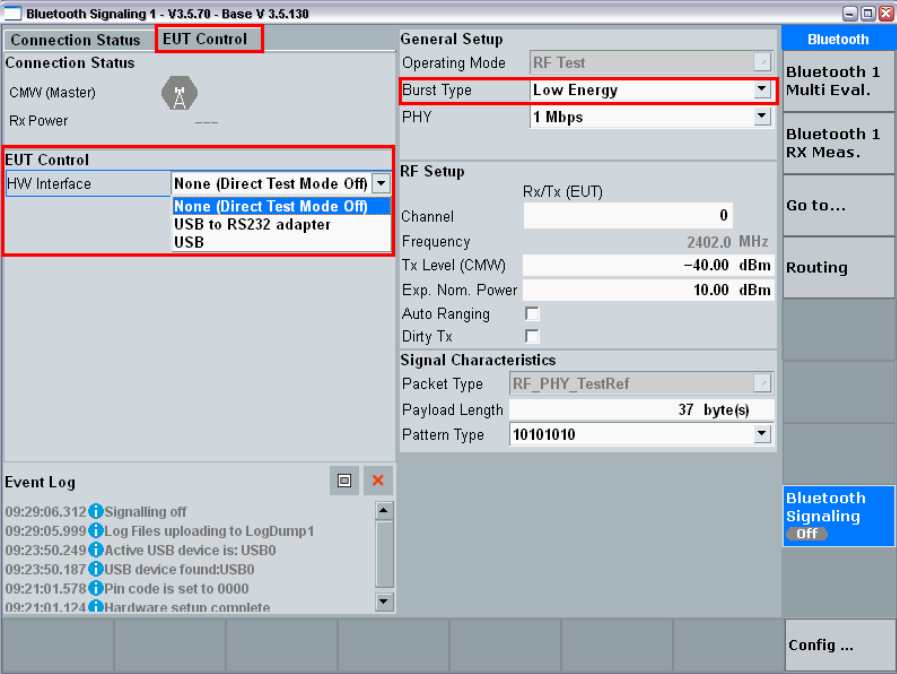 Bluetooth Signaling 1 - V3.5.70 - Base V 3.5.130
Connection Status
EUT Control
Connection Status
CMW (Master)
Rx Power
---
EUT Control
HW Interface
None (Direct Test Mode Off)
None (Direct Test Mode Off)
USB to RS232 adapter
USB
Event Log
09:29:06.312 Signalling off
09:29:05.999 Log Files uploading to LogDump1
09:23:50.249 Active USB device is: USB0
09:23:50.187 USB device found:USB0
09:21:01.578 Pin code is set to 0000
09:21:01.124 Hardware setup complete
General Setup
Operating Mode RF Test
Burst Type Low Energy
PHY 1 Mbps
RF Setup
Rx/Tx (EUT)
Channel 0
Frequency 2402.0 MHz
Tx Level (CMW) -40.00 dBm
Exp. Nom. Power 10.00 dBm
Auto Ranging
Dirty Tx
Signal Characteristics
Packet Type RF_PHY_TestRef
Payload Length 37 byte(s)
Pattern Type 10101010
Bluetooth
Bluetooth 1
Multi Eval.
Bluetooth 1
RX Meas.
Go to...
Routing
Bluetooth
Signaling
Off
Config ...